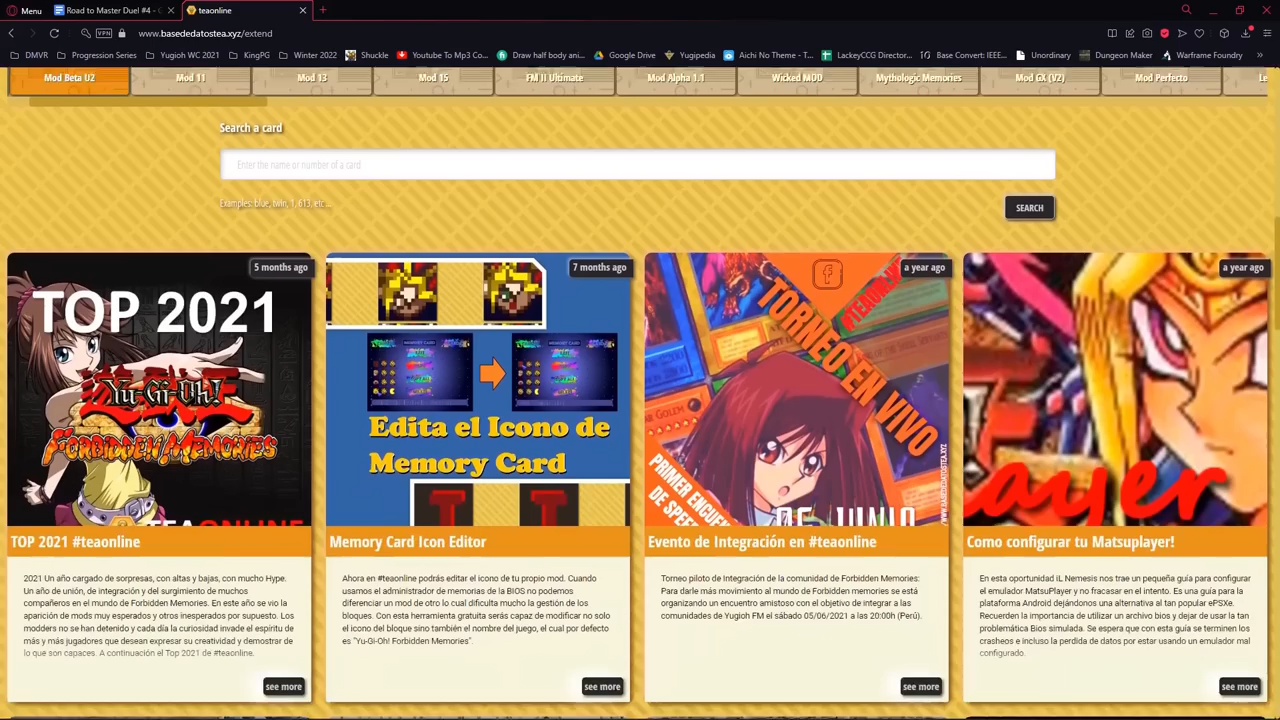 Menu
Road to Master Duel #4 - G
teaonline
VPN
www.basededatostea.xyz/extend
DMVR
Progression Series
Yugioh WC 2021
KingPG
Winter 2022
Shuckle
Youtube To Mp3 Co...
Draw half body ani...
Google Drive
Yugipedia
Aichi No Theme - T...
LackeyCCG Director...
Base Convert: IEEE...
Unordinary
Dungeon Maker
Warframe Foundry
Mod Beta U2
Mod 11
Mod 13
Mod 15
FM II Ultimate
Mod Alpha 1.1
Wicked MOD
Mythologic Memories
Mod GX (V2)
Mod Perfecto
Le
Search a card
Enter the name or number of a card
Examples: blue, twin, 1, 613, etc ...
SEARCH
5 months ago
TOP 2021
Yu-Gi-Oh!
FORBIDDEN MEMORIES
TEAONLINE
TOP 2021 #teaonline
2021 Un año cargado de sorpresas, con altas y bajas, con mucho Hype.
Un año de unión, de integración y del surgimiento de muchos
compañeros en el mundo de Forbidden Memories. En este año se vio la
aparición de mods muy esperados y otros inesperados por supuesto. Los
modders no se han detenido y cada día la curiosidad invade el espíritu de
más y más jugadores que desean expresar su creatividad y demostrar de
lo que son capaces. A continuación el Top 2021 de #teaonline.
see more
7 months ago
Edita el Icono de
Memory Card
Memory Card Icon Editor
Ahora en #teaonline podrás editar el icono de tu propio mod. Cuando
usamos el administrador de memorias de la BIOS no podemos
diferenciar un mod de otro lo cual dificulta mucho la gestión de los
bloques. Con esta herramienta gratuita serás capaz de modificar no solo
el icono del bloque sino también el nombre del juego, el cual por defecto
es "Yu-Gi-Oh! Forbidden Memories".
see more
a year ago
TORNEO EN VIVO
PRIMER ENCUEN
DE SPEE
05 JUNIO
WWW.BASEDEDATOSTEA.XYZ
Evento de Integración en #teaonline
Torneo piloto de Integración de la comunidad de Forbidden Memories:
Para darle más movimiento al mundo de Forbidden memories se está
organizando un encuentro amistoso con el objetivo de integrar a las
comunidades de Yugioh FM el sábado 05/06/2021 a las 20:00h (Perú).
see more
a year ago
ayer
Como configurar tu Matsuplayer!
En esta oportunidad iL Nemesis nos trae un pequeña guía para configurar
el emulador MatsuPlayer y no fracasar en el intento. Es una guía para la
plataforma Android dejándonos una alternativa al tan popular ePSXe.
Recuerden la importancia de utilizar un archivo bios y dejar de usar la tan
problemática Bios simulada. Se espera que con esta guía se terminen los
crasheos e incluso la perdida de datos por estar usando un emulador mal
configurado.
see more